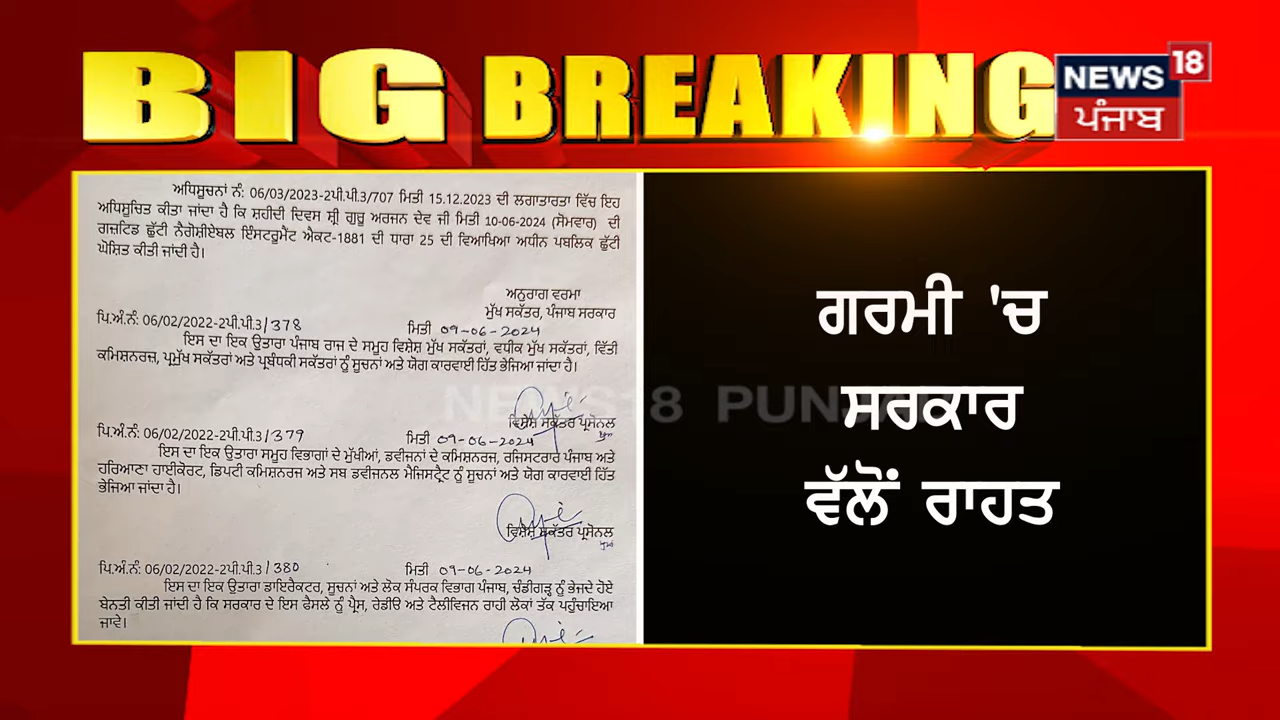 BIG BREAKING
NEWS 18
ਪੰਜਾਬ
ਅਧਿਸੂਚਨਾਂ ਨੰ: 06/03/2023-2ਪੀ.ਪੀ.3/707 ਮਿਤੀ 15.12.2023 ਦੀ ਲਗਾਤਾਰਤਾ ਵਿੱਚ ਇਹ
ਅਧਿਸੂਚਿਤ ਕੀਤਾ ਜਾਂਦਾ ਹੈ ਕਿ ਸ਼ਹੀਦੀ ਦਿਵਸ ਸ਼੍ਰੀ ਗੁਰੂ ਅਰਜਨ ਦੇਵ ਜੀ ਮਿਤੀ 10-06-2024 (ਸੋਮਵਾਰ) ਦੀ
ਗਜ਼ਟਿਡ ਛੁੱਟੀ ਨੈਗੋਸ਼ੀਏਬਲ ਇੰਸਟਰੂਮੈਂਟ ਐਕਟ-1881 ਦੀ ਧਾਰਾ 25 ਦੀ ਵਿਆਖਿਆ ਅਧੀਨ ਪਬਲਿਕ ਛੁੱਟੀ
ਘੋਸ਼ਿਤ ਕੀਤੀ ਜਾਂਦੀ ਹੈ।
ਅਨੁਰਾਗ ਵਰਮਾ
ਮੁੱਖ ਸਕੱਤਰ, ਪੰਜਾਬ ਸਰਕਾਰ
ਪਿ.ਅੰ.ਨੰ: 06/02/2022-2ਪੀ.ਪੀ.3/378 ਮਿਤੀ 09-06-2024
ਇਸ ਦਾ ਇਕ ਉਤਾਰਾ ਪੰਜਾਬ ਰਾਜ ਦੇ ਸਮੂਹ ਵਿਸ਼ੇਸ਼ ਮੁੱਖ ਸਕੱਤਰਾਂ, ਵਧੀਕ ਮੁੱਖ ਸਕੱਤਰਾਂ, ਵਿੱਤੀ
ਕਮਿਸ਼ਨਰਜ਼, ਪ੍ਰਮੁੱਖ ਸਕੱਤਰਾਂ ਅਤੇ ਪ੍ਰਬੰਧਕੀ ਸਕੱਤਰਾਂ ਨੂੰ ਸੂਚਨਾਂ ਅਤੇ ਯੋਗ ਕਾਰਵਾਈ ਹਿੱਤ ਭੇਜਿਆ ਜਾਂਦਾ ਹੈ।
ਵਿਸ਼ੇਸ਼ ਸਕੱਤਰ ਪ੍ਰਸੋਨਲ
ਪਿ.ਅੰ.ਨੰ: 06/02/2022-2ਪੀ.ਪੀ.3/379 ਮਿਤੀ 09-06-2024
ਇਸ ਦਾ ਇਕ ਉਤਾਰਾ ਸਮੂਹ ਵਿਭਾਗਾਂ ਦੇ ਮੁੱਖੀਆਂ, ਡਵੀਜਨਾਂ ਦੇ ਕਮਿਸ਼ਨਰਜ, ਰਜਿਸਟਰਾਰ ਪੰਜਾਬ ਅਤੇ
ਹਰਿਆਣਾ ਹਾਈਕੋਰਟ, ਡਿਪਟੀ ਕਮਿਸ਼ਨਰਜ ਅਤੇ ਸਬ ਡਵੀਜਨਲ ਮੈਜਿਸਟ੍ਰੈਟ ਨੂੰ ਸੂਚਨਾਂ ਅਤੇ ਯੋਗ ਕਾਰਵਾਈ ਹਿੱਤ
ਭੇਜਿਆ ਜਾਂਦਾ ਹੈ।
ਵਿਸ਼ੇਸ਼ ਸਕੱਤਰ ਪ੍ਰਸੋਨਲ
ਪਿ.ਅੰ.ਨੰ: 06/02/2022-2ਪੀ.ਪੀ.3/380 ਮਿਤੀ 09-06-2024
ਇਸ ਦਾ ਇਕ ਉਤਾਰਾ ਡਾਇਰੈਕਟਰ, ਸੂਚਨਾਂ ਅਤੇ ਲੋਕ ਸੰਪਰਕ ਵਿਭਾਗ ਪੰਜਾਬ, ਚੰਡੀਗੜ੍ਹ ਨੂੰ ਭੇਜਦੇ ਹੋਏ
ਬੇਨਤੀ ਕੀਤੀ ਜਾਂਦੀ ਹੈ ਕਿ ਸਰਕਾਰ ਦੇ ਇਸ ਫੈਸਲੇ ਨੂੰ ਪ੍ਰੈਸ, ਰੇਡੀੳ ਅਤੇ ਟੈਲੀਵਿਜਨ ਰਾਹੀ ਲੋਕਾਂ ਤੱਕ ਪਹੁੰਚਾਇਆ
ਜਾਵੇ।
ਗਰਮੀ 'ਚ
ਸਰਕਾਰ
ਵੱਲੋਂ ਰਾਹਤ
NEWS18 PUNJ